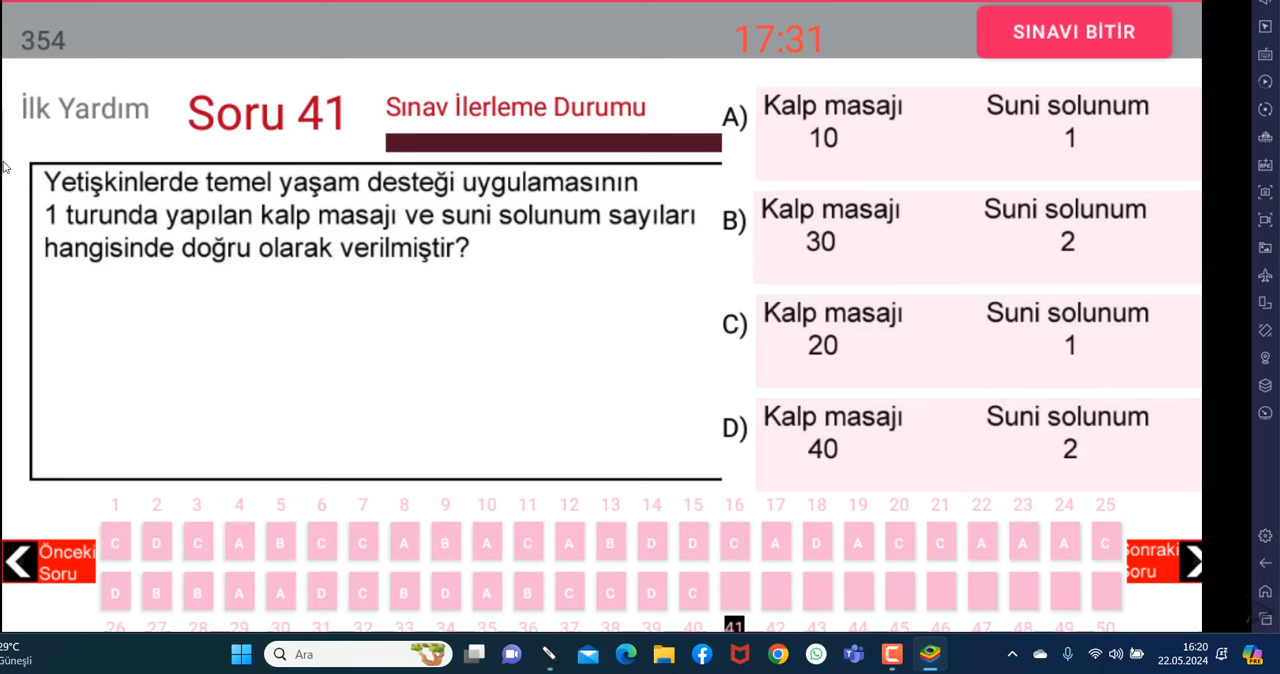 354
17:31
SINAVI BİTİR
İlk Yardım
Soru 41
Sınav İlerleme Durumu
Yetişkinlerde temel yaşam desteği uygulamasının
1 turunda yapılan kalp masajı ve suni solunum sayıları
hangisinde doğru olarak verilmiştir?
A) Kalp masajı Suni solunum
10 1
B) Kalp masajı Suni solunum
30 2
C) Kalp masajı Suni solunum
20 1
D) Kalp masajı Suni solunum
40 2
1 2 3 4 5 6 7 8 9 10 11 12 13 14 15 16 17 18 19 20 21 22 23 24 25
C D C A B C C A B A C A B D D C A D A C C A A A C
Önceki
Soru
Sonraki
Soru
D B B A A D C B D A B C C D C
26 27 28 29 30 31 32 33 34 35 36 37 38 39 40 41 42 43 44 45 46 47 48 49 50
29°C
Güneşli
Ara
16:20
22.05.2024
PRE